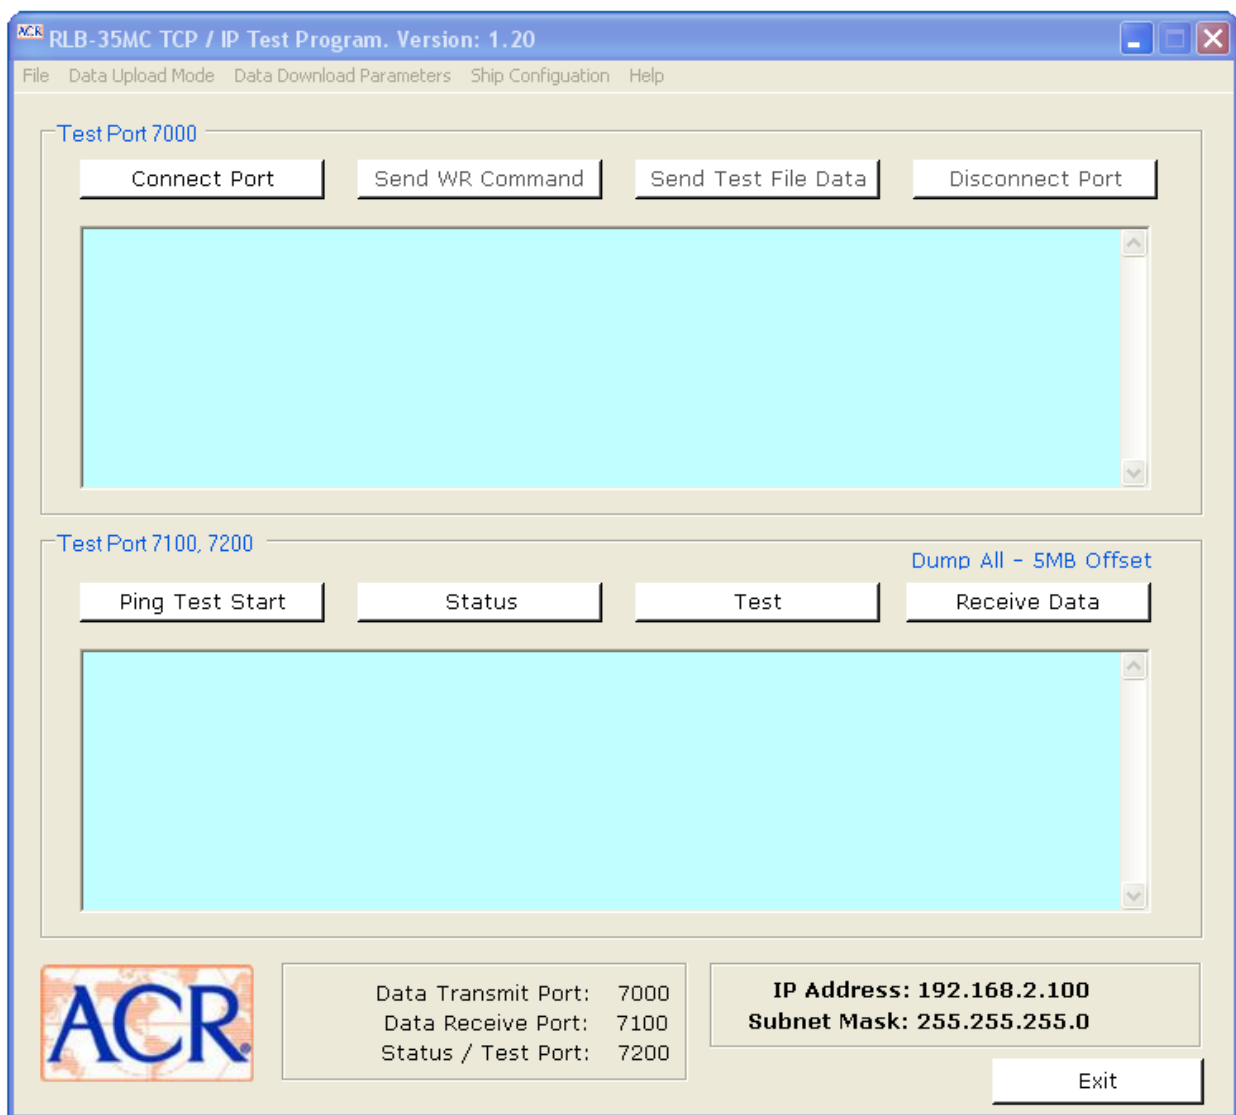 ACR RLB-35MC TCP / IP Test Program. Version: 1.20
File Data Upload Mode Data Download Parameters Ship Configuation Help
Test Port 7000
Connect Port Send WR Command Send Test File Data Disconnect Port
Test Port 7100, 7200
Dump All - 5MB Offset
Ping Test Start Status Test Receive Data
ACR
Data Transmit Port: 7000
Data Receive Port: 7100
Status / Test Port: 7200
IP Address: 192.168.2.100
Subnet Mask: 255.255.255.0
Exit